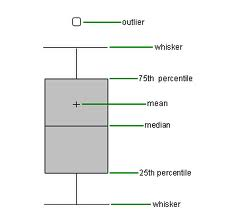 outlier
whisker
75th percentile
mean
median
25th percentile
whisker